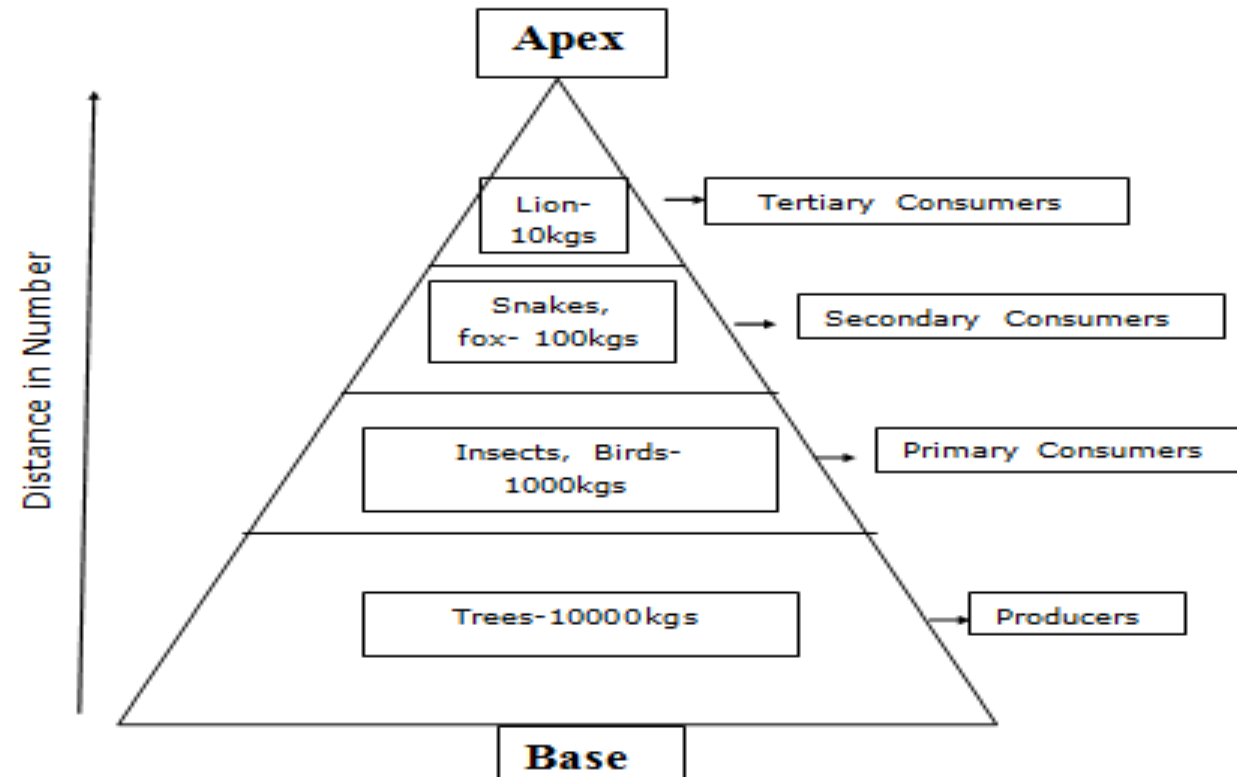 Apex
Lion-
10kgs
Tertiary Consumers
Snakes,
fox- 100kgs
Secondary Consumers
Insects, Birds-
1000kgs
Primary Consumers
Trees-10000kgs
Producers
Base
Distance in Number